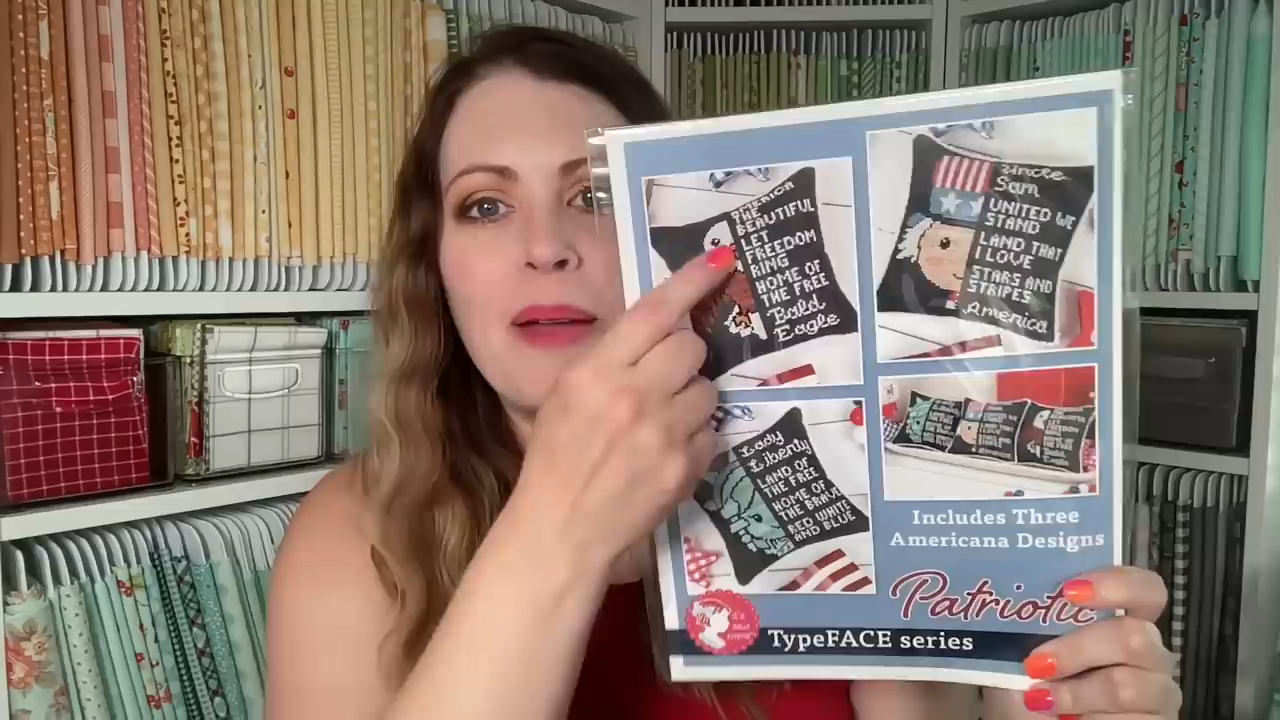 AMERICA
THE
BEAUTIFUL
LET
FREEDOM
RING
HOME OF
THE FREE
Bald
Eagle
Uncle
Sam
UNITED WE
STAND
LAND THAT
I LOVE
STARS AND
STRIPES
America
Lady
Liberty
LAND OF
THE FREE
HOME OF
THE BRAVE
RED WHITE
AND BLUE
Includes Three
Americana Designs
Patriotic
TypeFACE series